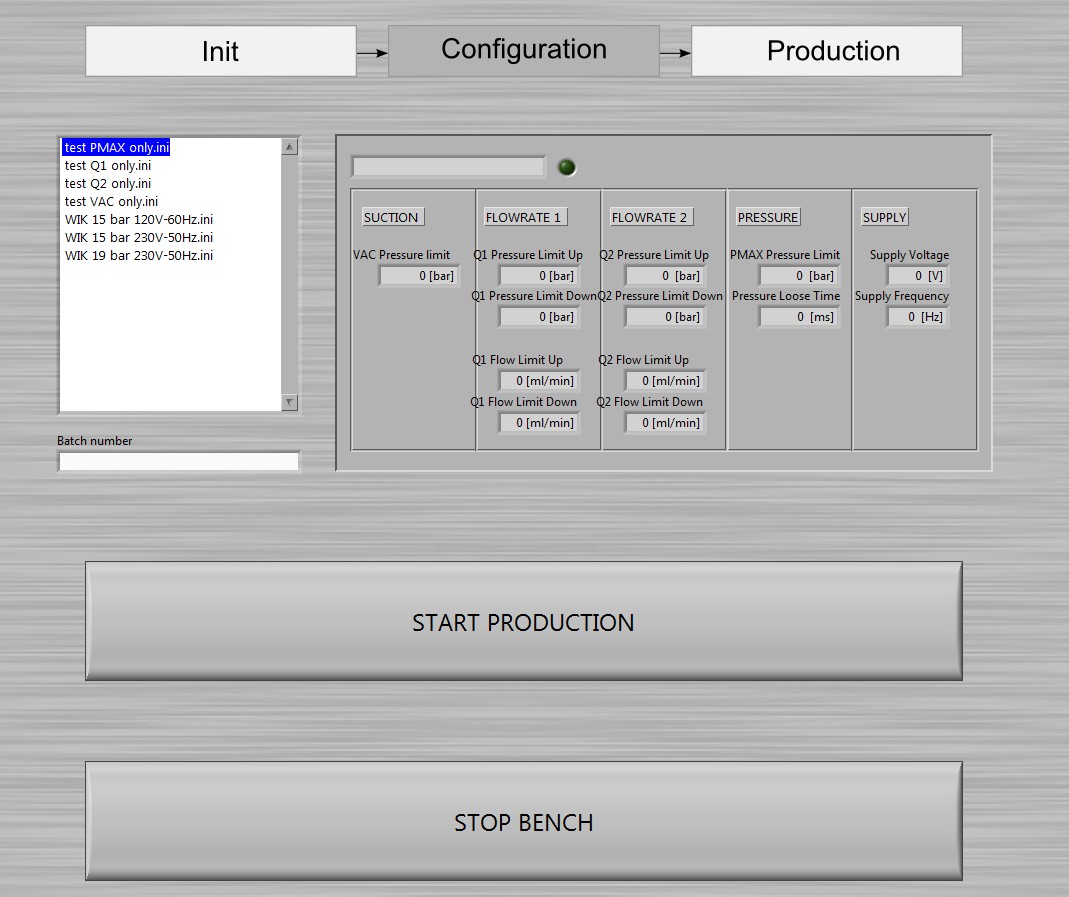 Init
Configuration
Production
test PMAX only.ini
test Q1 only.ini
test Q2 only.ini
test VAC only.ini
WIK 15 bar 120V-60Hz.ini
WIK 15 bar 230V-50Hz.ini
WIK 19 bar 230V-50Hz.ini
Batch number
SUCTION
VAC Pressure limit
0 [bar]
FLOWRATE 1
Q1 Pressure Limit Up
0 [bar]
Q1 Pressure Limit Down
0 [bar]
Q1 Flow Limit Up
0 [ml/min]
Q1 Flow Limit Down
0 [ml/min]
FLOWRATE 2
Q2 Pressure Limit Up
0 [bar]
Q2 Pressure Limit Down
0 [bar]
Q2 Flow Limit Up
0 [ml/min]
Q2 Flow Limit Down
0 [ml/min]
PRESSURE
PMAX Pressure Limit
0 [bar]
Pressure Loose Time
0 [ms]
SUPPLY
Supply Voltage
0 [V]
Supply Frequency
0 [Hz]
START PRODUCTION
STOP BENCH